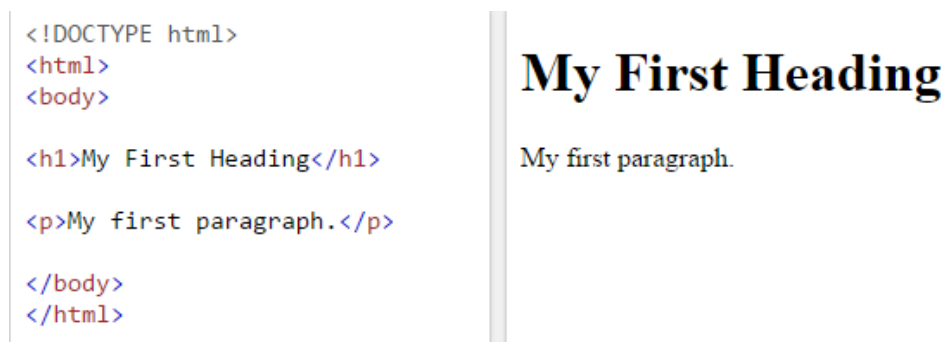 <!DOCTYPE html>
<html>
<body>
<h1>My First Heading</h1>
<p>My first paragraph.</p>
</body>
</html>
My First Heading
My first paragraph.